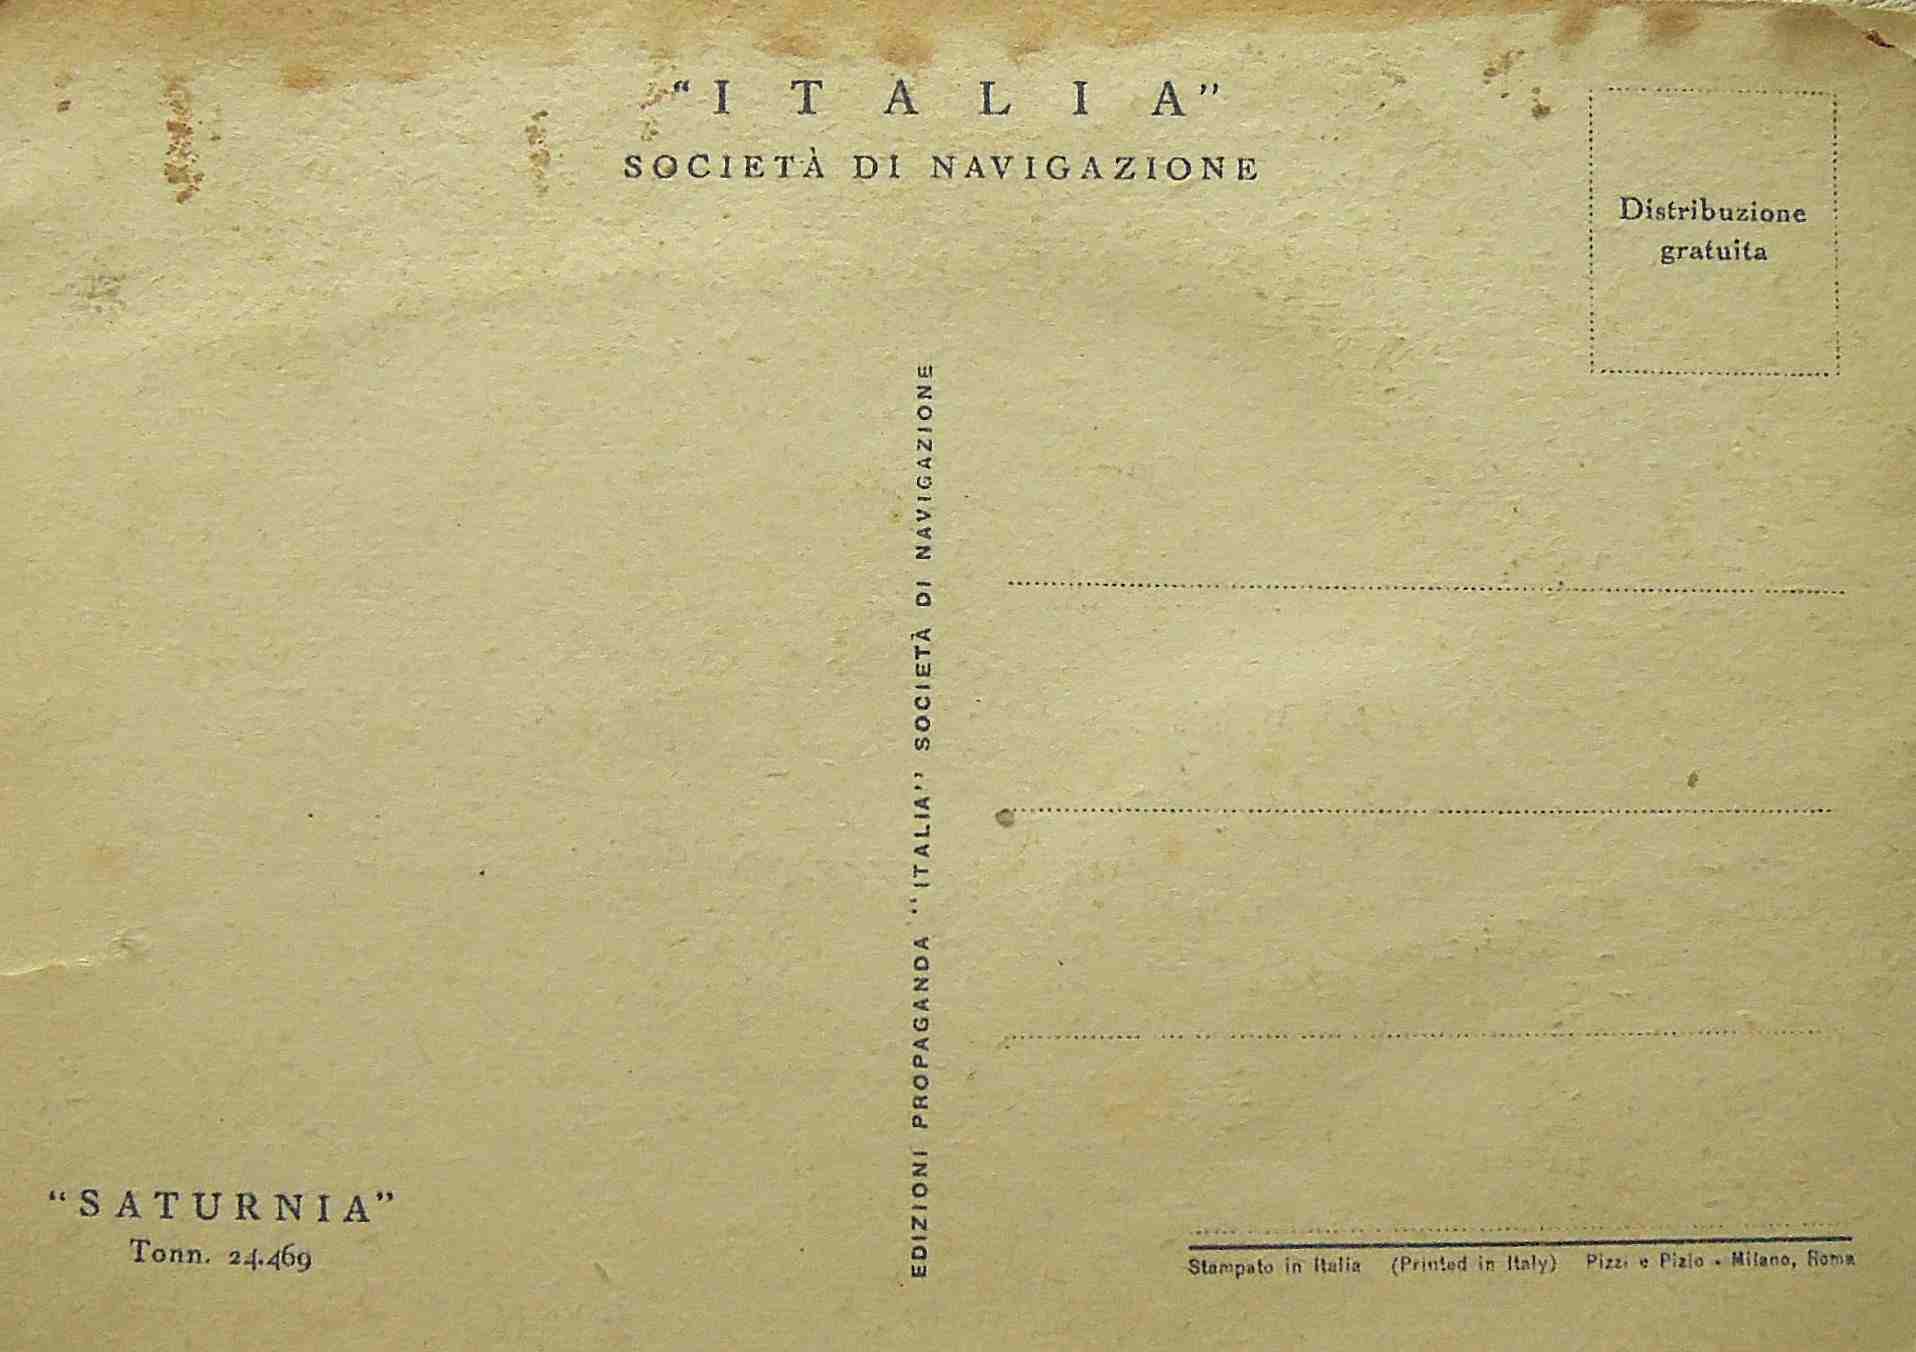 “ITALIA”
SOCIETÀ DI NAVIGAZIONE
Distribuzione
gratuita
EDIZIONI PROPAGANDA “ITALIA” SOCIETÀ DI NAVIGAZIONE
“SATURNIA”
Tonn. 24.469
Stampato in Italia (Printed in Italy) Pizzi e Pizio - Milano, Roma